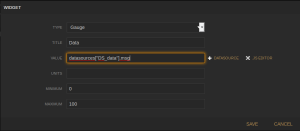 WIDGET
TYPE Gauge
TITLE Data
VALUE datasources["DS_data"].msg + DATASOURCE JS EDITOR
UNITS
MINIMUM 0
MAXIMUM 100
SAVE CANCEL